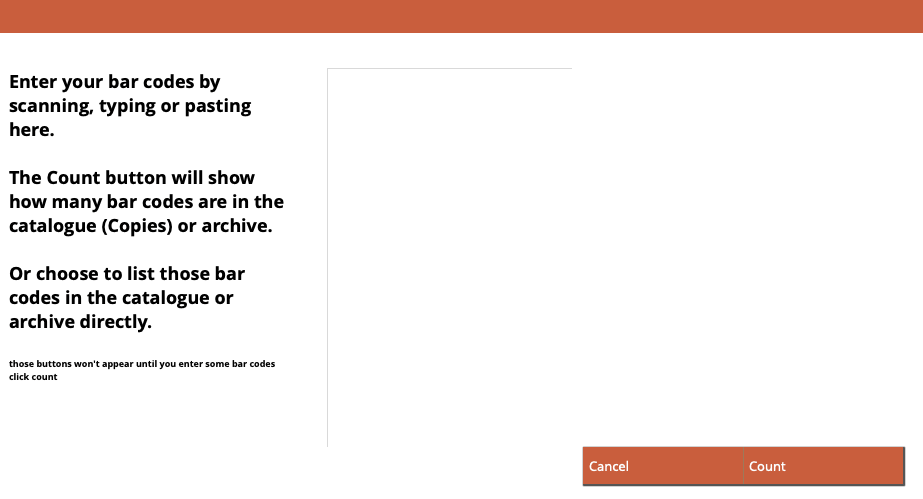 Enter your bar codes by
scanning, typing or pasting
here.
The Count button will show
how many bar codes are in the
catalogue (Copies) or archive.
Or choose to list those bar
codes in the catalogue or
archive directly.
those buttons won't appear until you enter some bar codes
click count
Cancel
Count